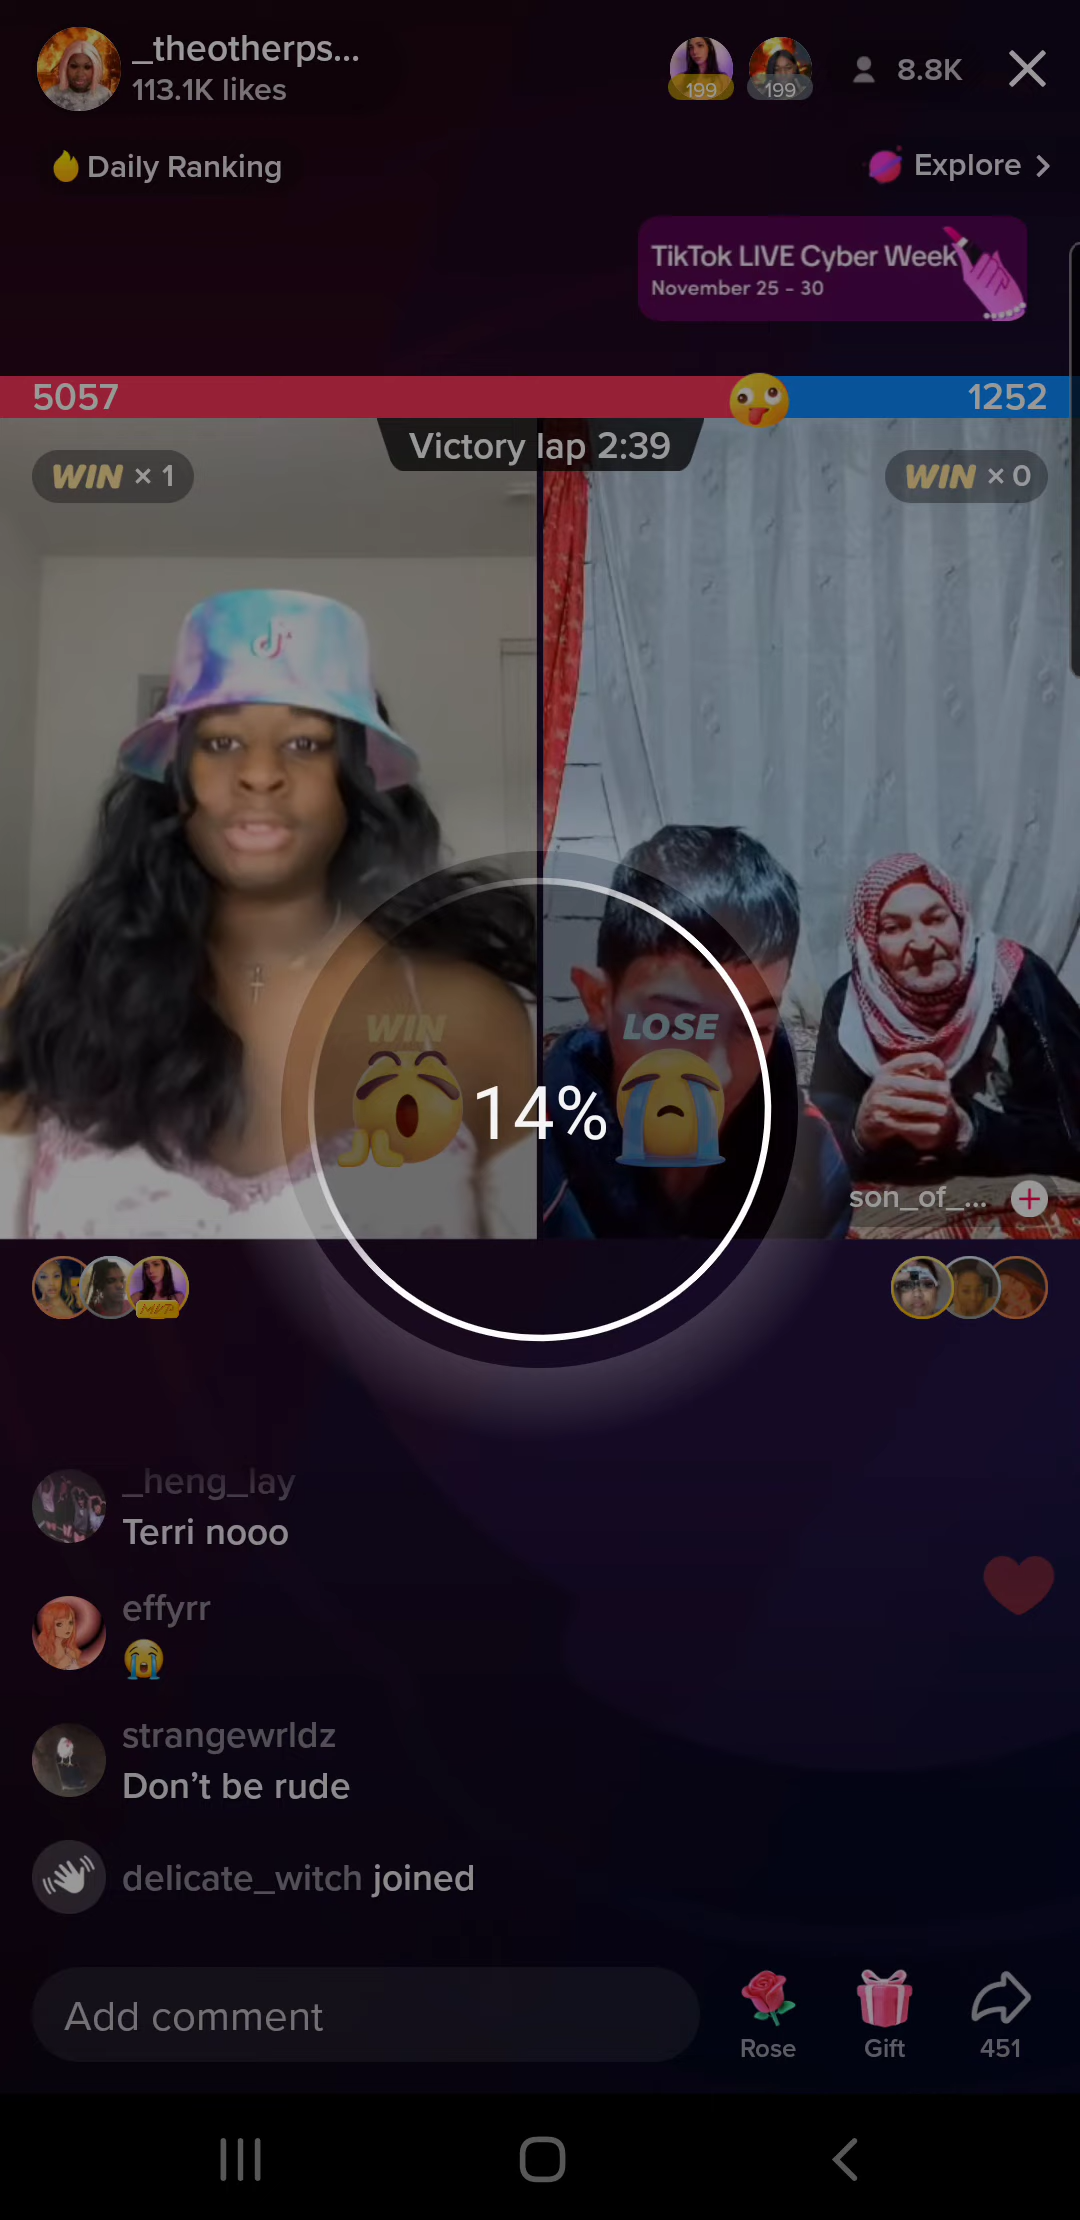 _theotherps...
113.1K likes
199
199
8.8K
Daily Ranking
Explore >
TikTok LIVE Cyber Week
November 25 - 30
5057
1252
Victory lap 2:39
WIN × 1
WIN × 0
WIN
LOSE
14%
son_of_...
MVP
_heng_lay
Terri nooo
effyrr
😭
strangewrldz
Don’t be rude
delicate_witch joined
Add comment
Rose
Gift
451